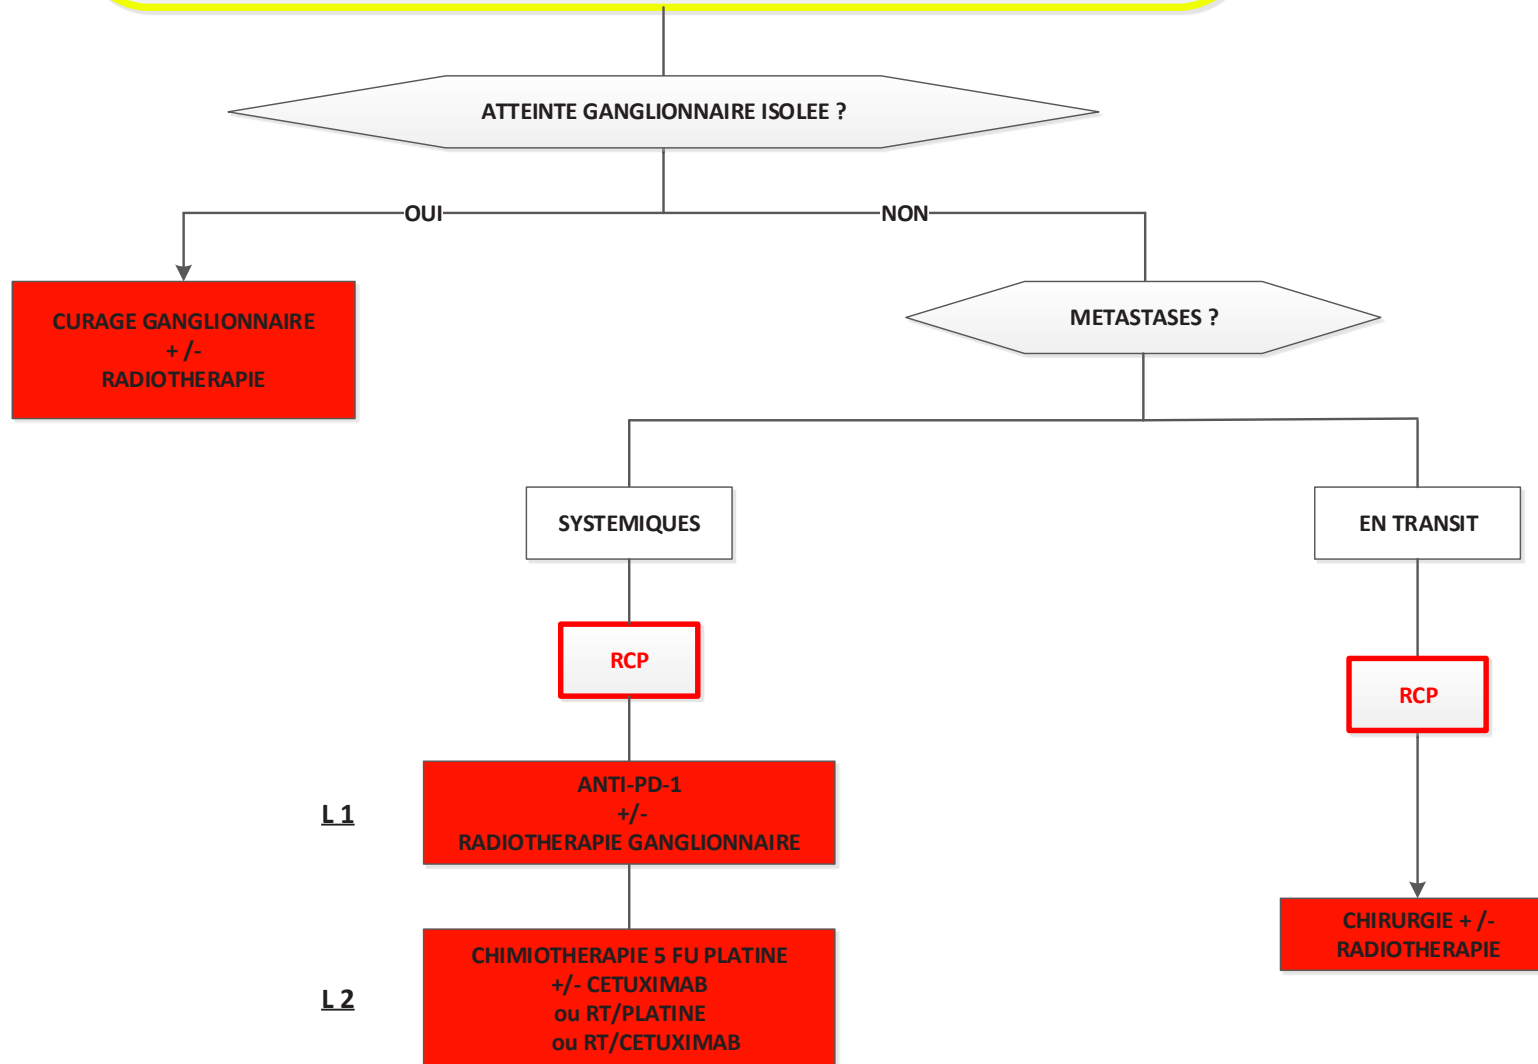 ATTEINTE GANGLIONNAIRE ISOLEE ?
OUI
NON
CURAGE GANGLIONNAIRE
+ /-
RADIOTHERAPIE
METASTASES ?
SYSTEMIQUES
EN TRANSIT
RCP
RCP
L 1
ANTI-PD-1
+/-
RADIOTHERAPIE GANGLIONNAIRE
CHIRURGIE + /-
RADIOTHERAPIE
L 2
CHIMIOTHERAPIE 5 FU PLATINE
+/- CETUXIMAB
ou RT/PLATINE
ou RT/CETUXIMAB